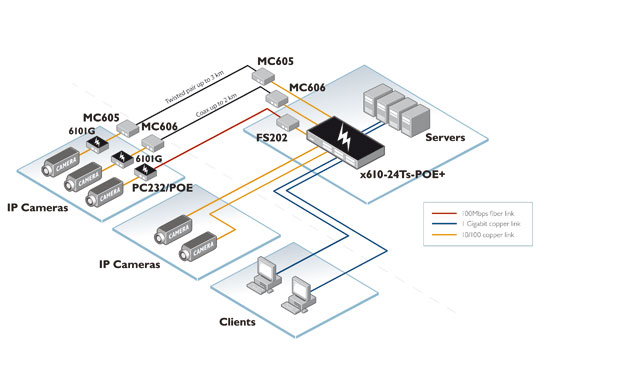 MC605
MC606
Twisted pair up to 3 km
Coax up to 2 km
MC605
6101G
MC606
FS202
Servers
6101G
x610-24Ts-POE+
CAMERA
CAMERA
CAMERA
PC232/POE
IP Cameras
CAMERA
CAMERA
IP Cameras
100Mbps fiber link
1 Gigabit copper link
10/100 copper link
Clients